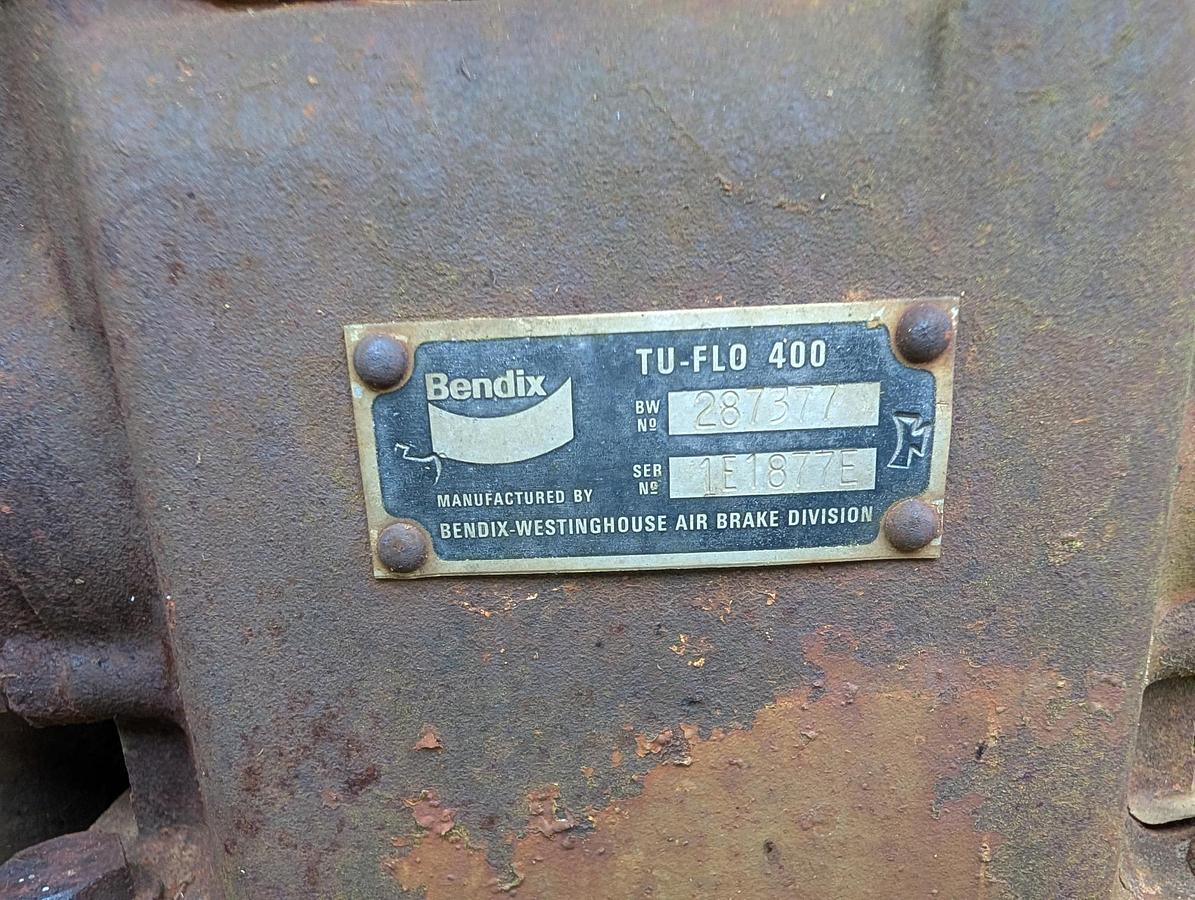 Bendix
TU-FLO 400
BW Nº 287377
SER Nº 1E1877E
MANUFACTURED BY
BENDIX-WESTINGHOUSE AIR BRAKE DIVISION